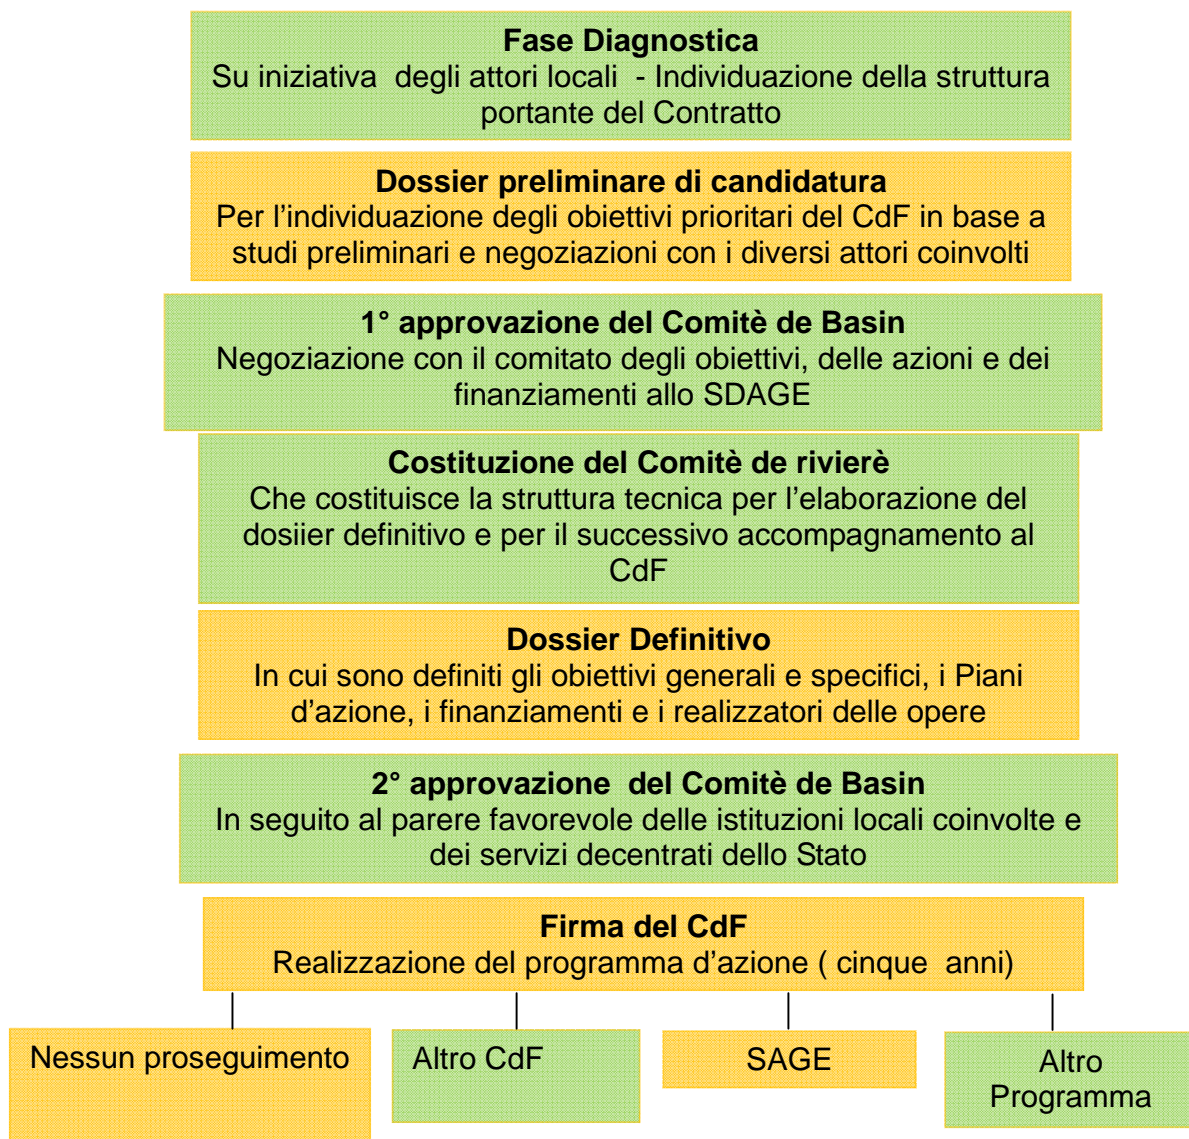 Fase Diagnostica
Su iniziativa degli attori locali - Individuazione della struttura
portante del Contratto
Dossier preliminare di candidatura
Per l’individuazione degli obiettivi prioritari del CdF in base a
studi preliminari e negoziazioni con i diversi attori coinvolti
1° approvazione del Comitè de Basin
Negoziazione con il comitato degli obiettivi, delle azioni e dei
finanziamenti allo SDAGE
Costituzione del Comitè de rivierè
Che costituisce la struttura tecnica per l’elaborazione del
dosiier definitivo e per il successivo accompagnamento al
CdF
Dossier Definitivo
In cui sono definiti gli obiettivi generali e specifici, i Piani
d’azione, i finanziamenti e i realizzatori delle opere
2° approvazione del Comitè de Basin
In seguito al parere favorevole delle istituzioni locali coinvolte e
dei servizi decentrati dello Stato
Firma del CdF
Realizzazione del programma d’azione ( cinque anni)
Nessun proseguimento
Altro CdF
SAGE
Altro
Programma